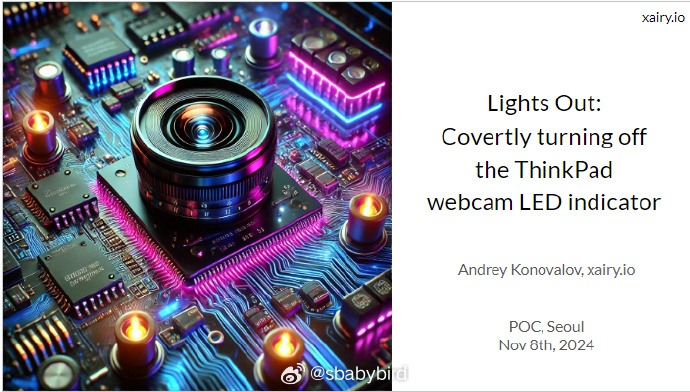 xairy.io
Lights Out:
Covertly turning off
the ThinkPad
webcam LED indicator
Andrey Konovalov, xairy.io
POC, Seoul
Nov 8th, 2024
@sbabybird